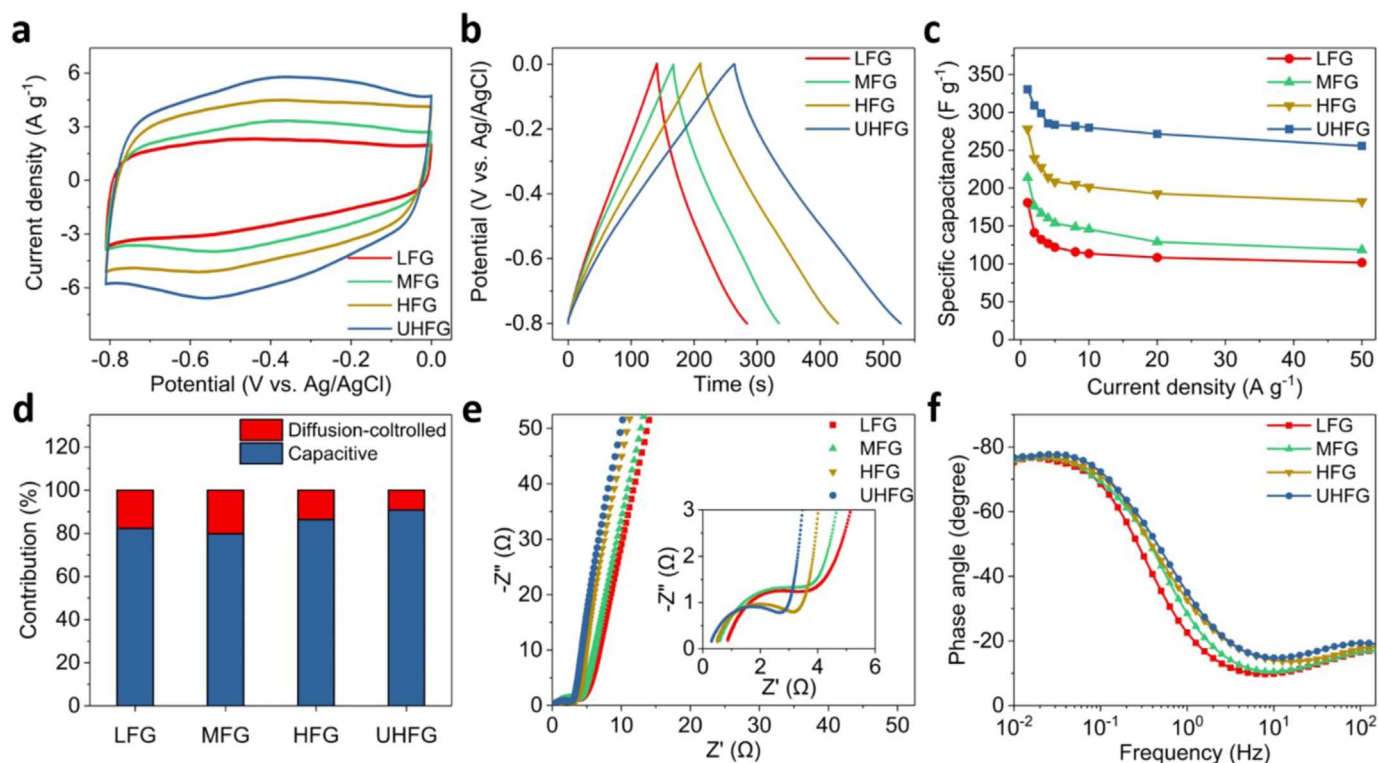 a
6
3
0
-3
-6
Current density (A g⁻¹)
LFG
MFG
HFG
UHFG
-0.8
-0.6
-0.4
-0.2
0.0
Potential (V vs. Ag/AgCl)
b
0.0
-0.2
-0.4
-0.6
-0.8
Potential (V vs. Ag/AgCl)
LFG
MFG
HFG
UHFG
0
100
200
300
400
500
Time (s)
c
350
300
250
200
150
100
50
0
Specific capacitance (F g⁻¹)
LFG
MFG
HFG
UHFG
0
10
20
30
40
50
Current density (A g⁻¹)
d
120
100
80
60
40
20
0
Contribution (%)
Diffusion-coltrolled
Capacitive
LFG
MFG
HFG
UHFG
e
50
40
30
20
10
0
-Z" (Ω)
LFG
MFG
HFG
UHFG
3
2
1
0
-Z" (Ω)
0
2
4
6
Z' (Ω)
0
10
20
30
40
50
Z' (Ω)
f
-80
-60
-40
-20
0
Phase angle (degree)
LFG
MFG
HFG
UHFG
10⁻²
10⁻¹
10⁰
10¹
10²
Frequency (Hz)